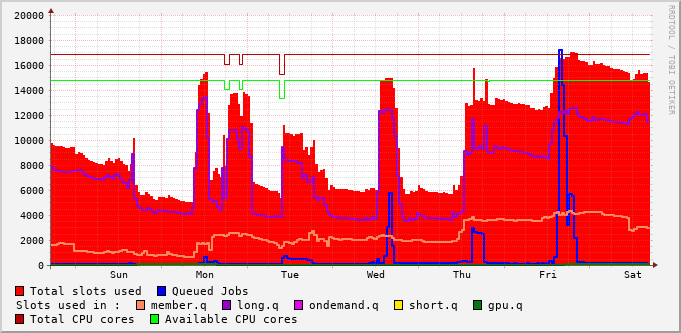 20000
18000
16000
14000
12000
10000
8000
6000
4000
2000
0
Sun Mon Tue Wed Thu Fri Sat
RRDTOOL / TOBI OETIKER
Total slots used Queued Jobs
Slots used in : member.q long.q ondemand.q short.q gpu.q
Total CPU cores Available CPU cores